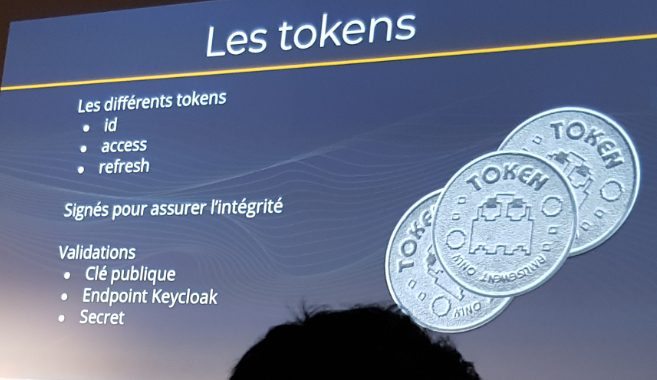 Les tokens
Les différents tokens
id
access
refresh
Signés pour assurer l'intégrité
Validations
Clé publique
Endpoint Keycloak
Secret
TOKEN
TOKEN
AMUSEMENT ONLY
TOKEN
ONLY